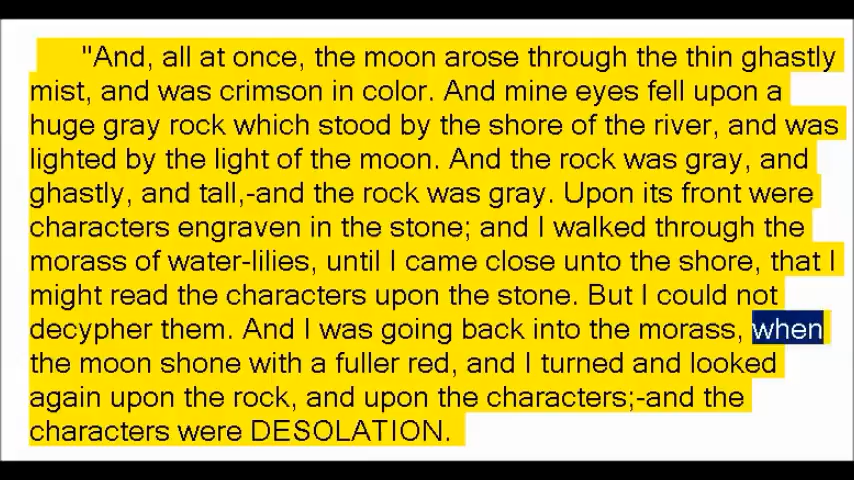 "And, all at once, the moon arose through the thin ghastly
mist, and was crimson in color. And mine eyes fell upon a
huge gray rock which stood by the shore of the river, and was
lighted by the light of the moon. And the rock was gray, and
ghastly, and tall,-and the rock was gray. Upon its front were
characters engraven in the stone; and I walked through the
morass of water-lilies, until I came close unto the shore, that I
might read the characters upon the stone. But I could not
decypher them. And I was going back into the morass, when
the moon shone with a fuller red, and I turned and looked
again upon the rock, and upon the characters;-and the
characters were DESOLATION.